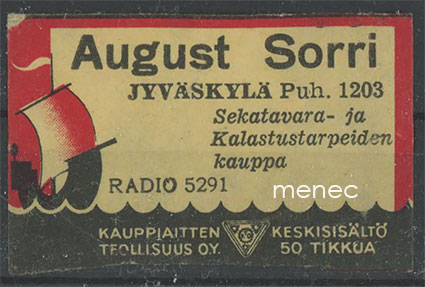 August Sorri
JYVÄSKYLÄ Puh. 1203
Sekatavara- ja
Kalastustarpeiden
kauppa
RADIO 5291
menec
KAUPPIAITTEN
TEOLLISUUS OY.
KESKISISÄLTÖ
50 TIKKUA